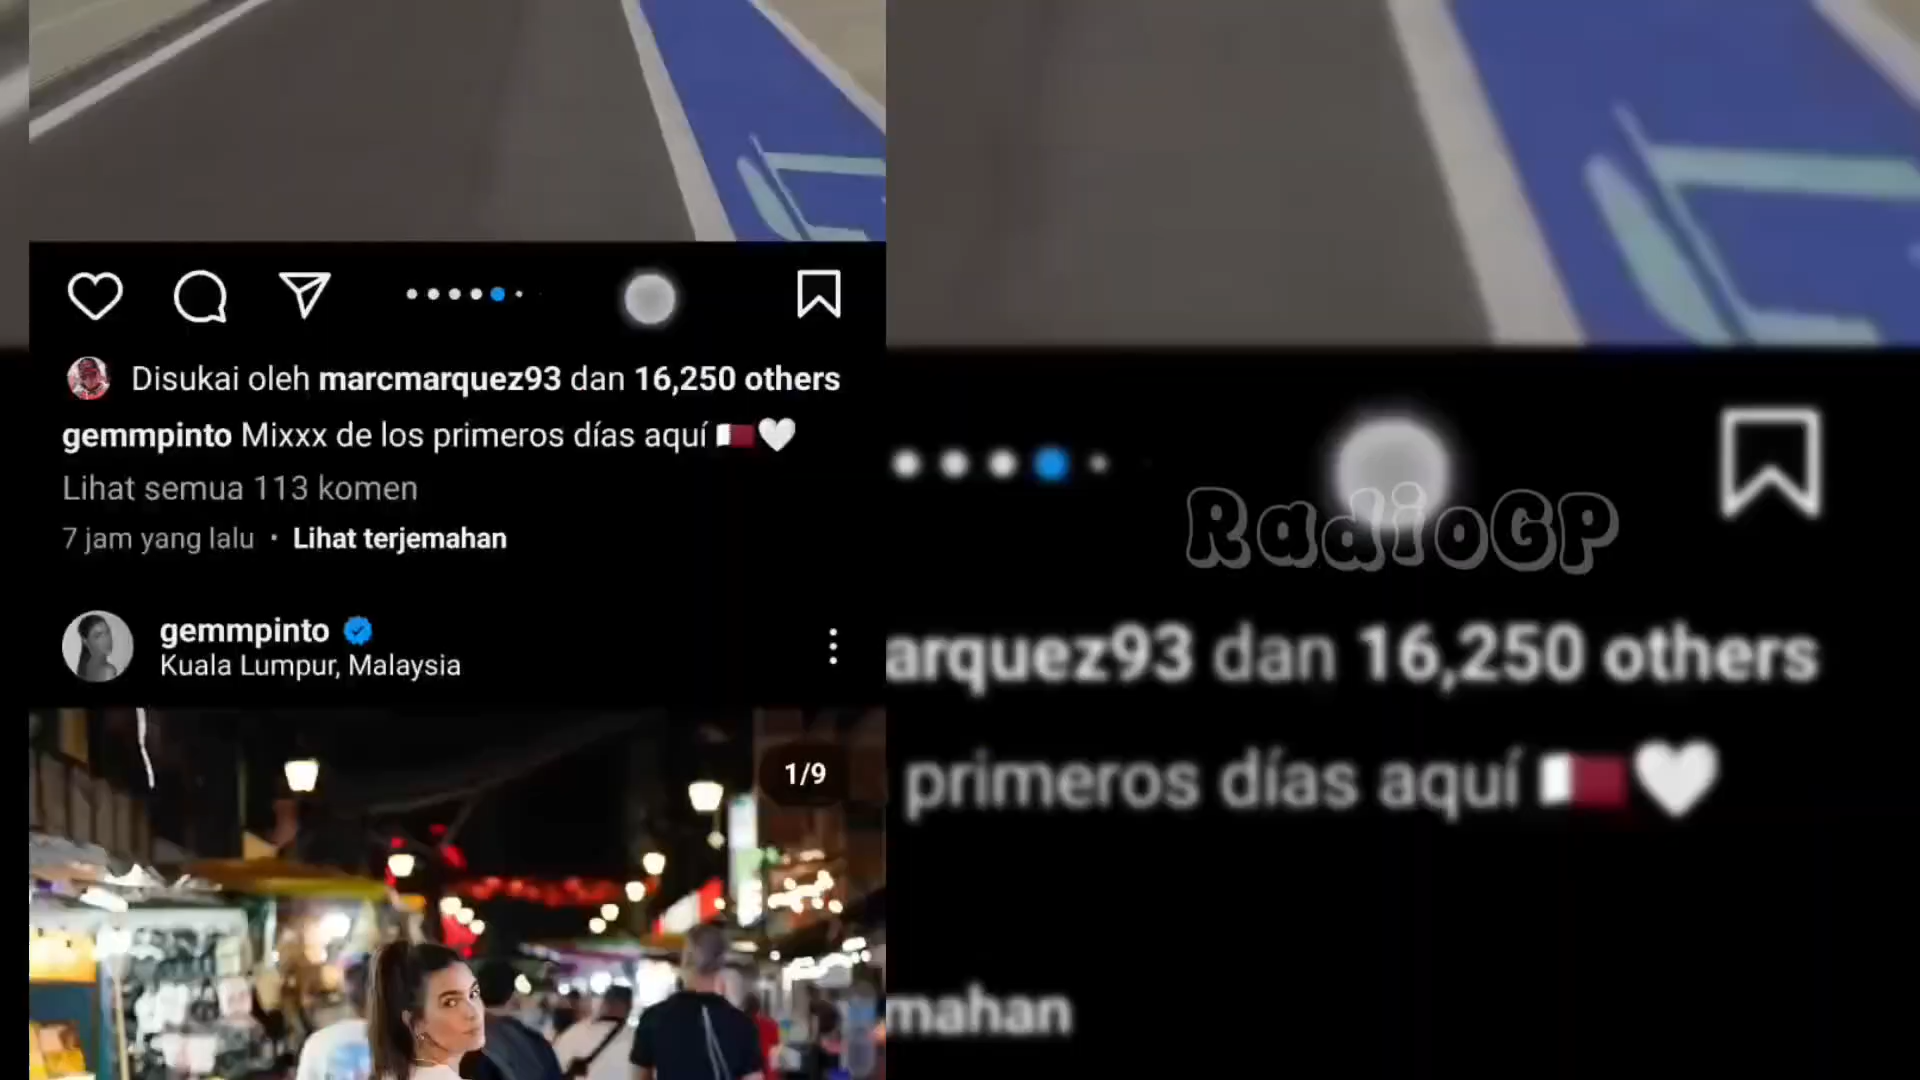 Disukai oleh marcmarquez93 dan 16,250 others
gemmpinto Mixxx de los primeros días aquí 🇶🇦🤍
Lihat semua 113 komen
7 jam yang lalu • Lihat terjemahan
gemmpinto
Kuala Lumpur, Malaysia
1/9
RadioGP
arquez93 dan 16,250 others
primeros días aquí 🇶🇦🤍
mahan